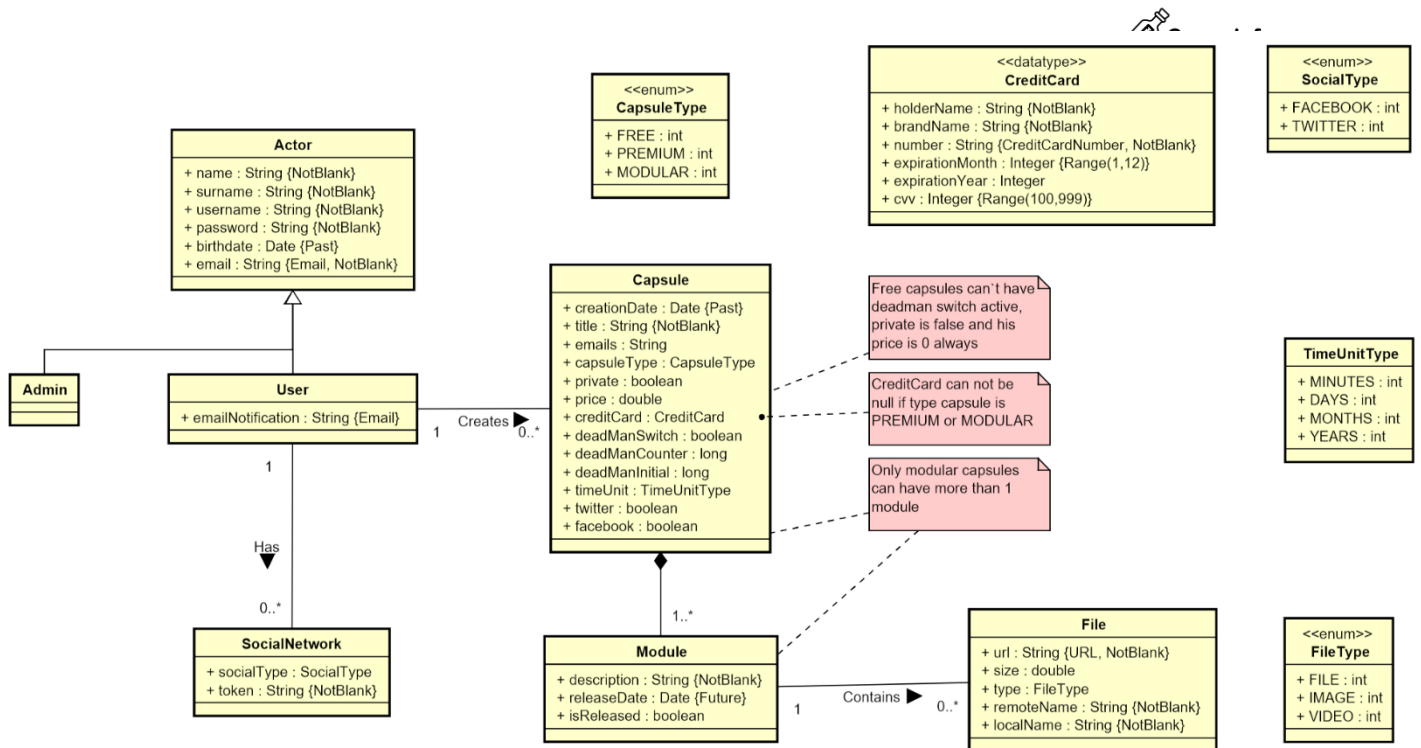 <<enum>>
CapsuleType
+ FREE : int
+ PREMIUM : int
+ MODULAR : int
<<datatype>>
CreditCard
+ holderName : String {NotBlank}
+ brandName : String {NotBlank}
+ number : String {CreditCardNumber, NotBlank}
+ expirationMonth : Integer {Range(1,12)}
+ expirationYear : Integer
+ cvv : Integer {Range(100,999)}
<<enum>>
SocialType
+ FACEBOOK : int
+ TWITTER : int
Actor
+ name : String {NotBlank}
+ surname : String {NotBlank}
+ username : String {NotBlank}
+ password : String {NotBlank}
+ birthdate : Date {Past}
+ email : String {Email, NotBlank}
Capsule
+ creationDate : Date {Past}
+ title : String {NotBlank}
+ emails : String
+ capsuleType : CapsuleType
+ private : boolean
+ price : double
+ creditCard : CreditCard
+ deadManSwitch : boolean
+ deadManCounter : long
+ deadManInitial : long
+ timeUnit : TimeUnitType
+ twitter : boolean
+ facebook : boolean
Free capsules can`t have
deadman switch active,
private is false and his
price is 0 always
CreditCard can not be
null if type capsule is
PREMIUM or MODULAR
Only modular capsules
can have more than 1
module
TimeUnitType
+ MINUTES : int
+ DAYS : int
+ MONTHS : int
+ YEARS : int
Admin
User
+ emailNotification : String {Email}
1
Creates
0..*
1
Has
0..*
SocialNetwork
+ socialType : SocialType
+ token : String {NotBlank}
1..*
Module
+ description : String {NotBlank}
+ releaseDate : Date {Future}
+ isReleased : boolean
1
Contains
0..*
File
+ url : String {URL, NotBlank}
+ size : double
+ type : FileType
+ remoteName : String {NotBlank}
+ localName : String {NotBlank}
<<enum>>
FileType
+ FILE : int
+ IMAGE : int
+ VIDEO : int